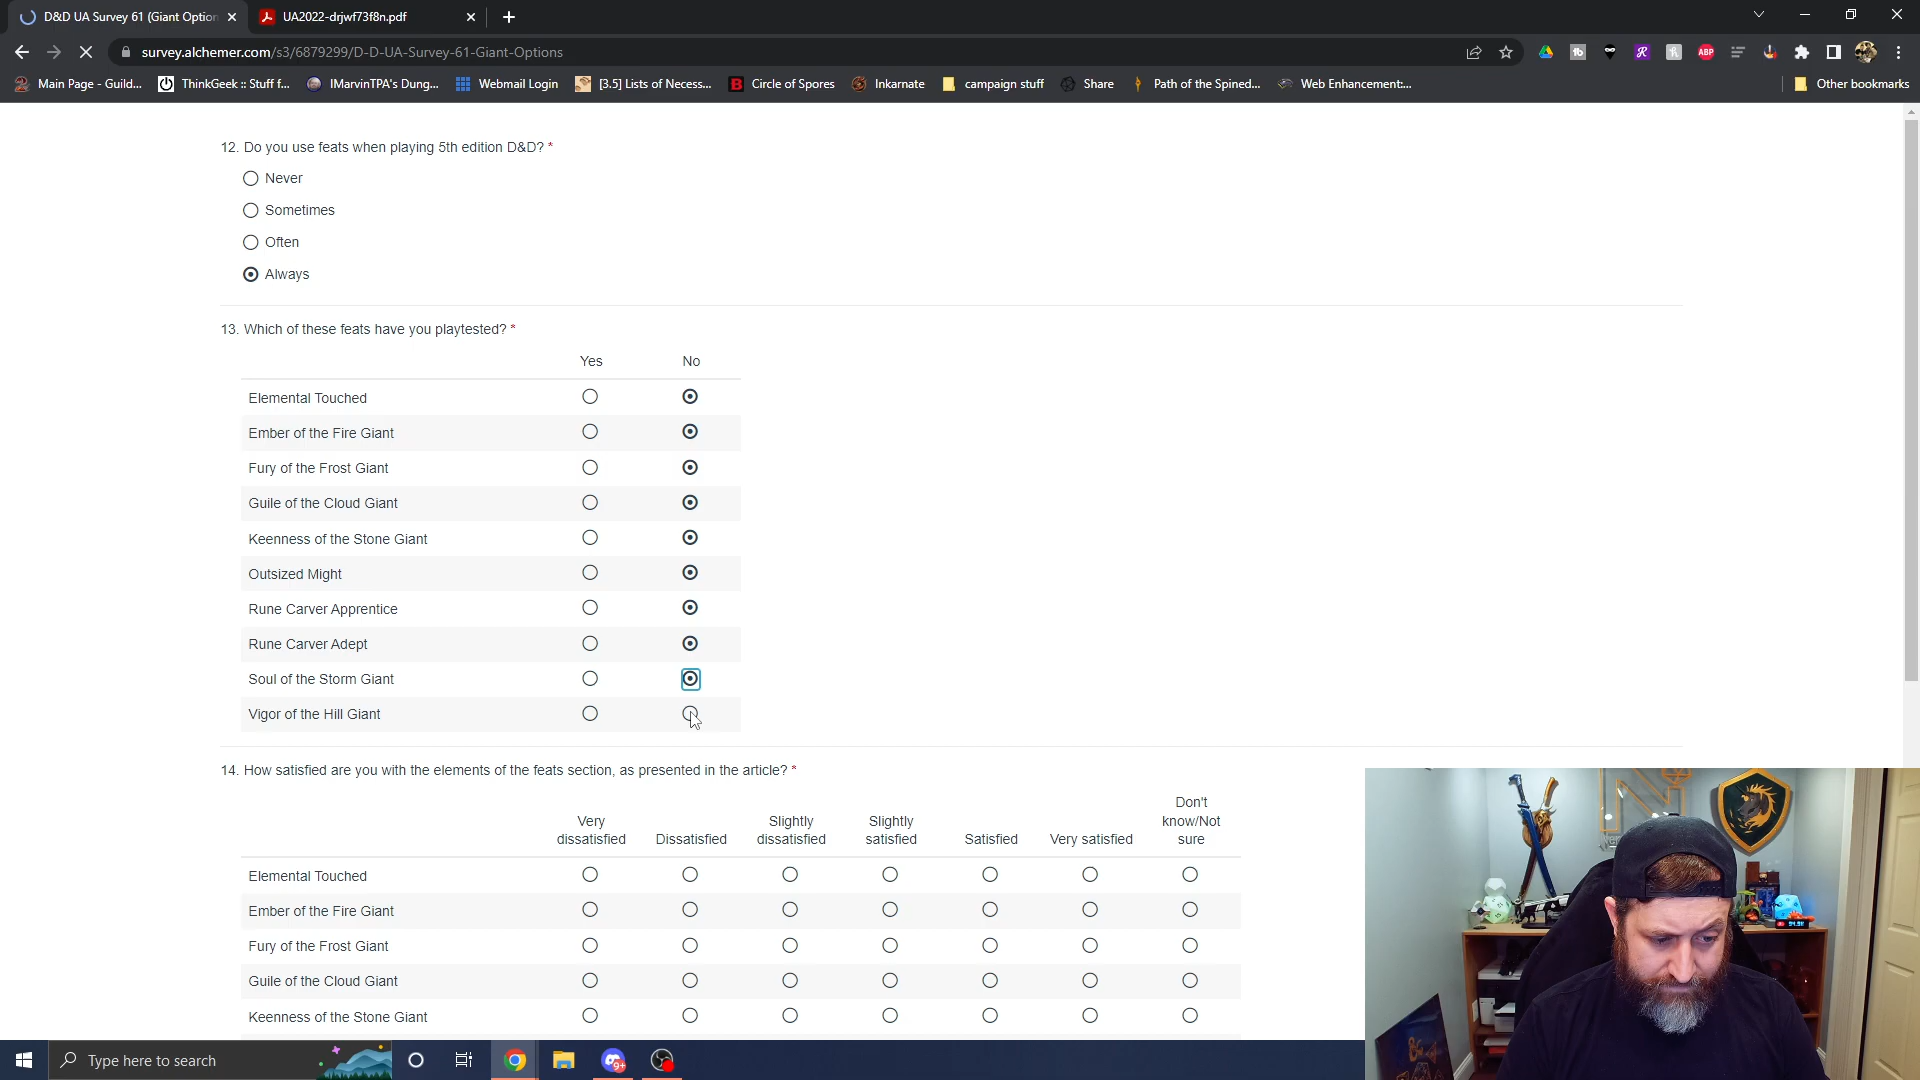 D&D UA Survey 61 (Giant Option
UA2022-drjwf73f8n.pdf
survey.alchemer.com/s3/6879299/D-D-UA-Survey-61-Giant-Options
Main Page - Guild...
ThinkGeek :: Stuff f...
IMarvinTPA's Dung...
Webmail Login
[3.5] Lists of Necess...
Circle of Spores
Inkarnate
campaign stuff
Share
Path of the Spined...
Web Enhancement:...
Other bookmarks
12. Do you use feats when playing 5th edition D&D? *
Never
Sometimes
Often
Always
13. Which of these feats have you playtested? *
Yes No
Elemental Touched
Ember of the Fire Giant
Fury of the Frost Giant
Guile of the Cloud Giant
Keenness of the Stone Giant
Outsized Might
Rune Carver Apprentice
Rune Carver Adept
Soul of the Storm Giant
Vigor of the Hill Giant
14. How satisfied are you with the elements of the feats section, as presented in the article? *
Very dissatisfied
Dissatisfied
Slightly dissatisfied
Slightly satisfied
Satisfied
Very satisfied
Don't know/Not sure
Elemental Touched
Ember of the Fire Giant
Fury of the Frost Giant
Guile of the Cloud Giant
Keenness of the Stone Giant
Type here to search
9+